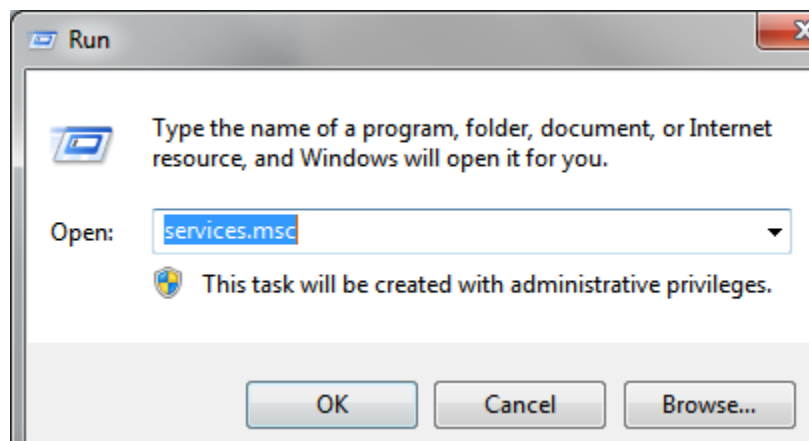 Run
Type the name of a program, folder, document, or Internet
resource, and Windows will open it for you.
Open: services.msc
This task will be created with administrative privileges.
OK Cancel Browse...